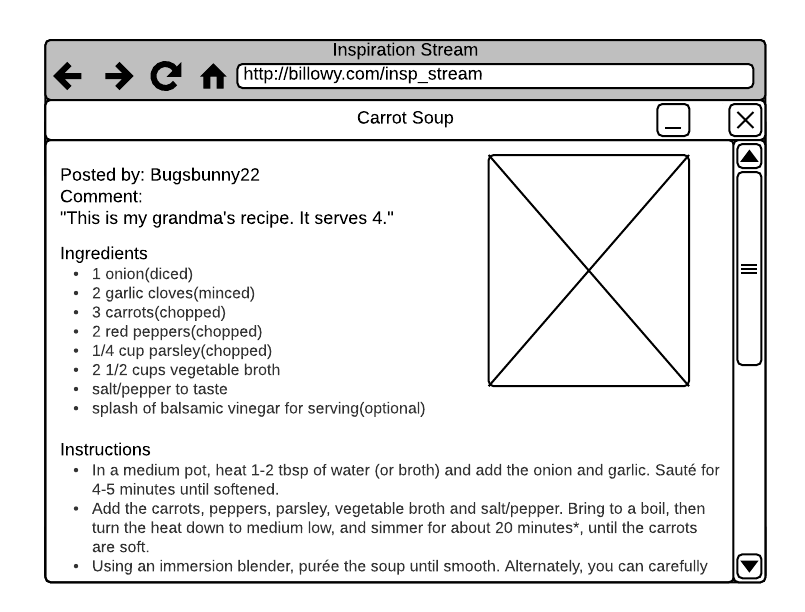 Inspiration Stream
http://billowy.com/insp_stream
Carrot Soup
Posted by: Bugsbunny22
Comment:
"This is my grandma's recipe. It serves 4."
Ingredients
• 1 onion(diced)
• 2 garlic cloves(minced)
• 3 carrots(chopped)
• 2 red peppers(chopped)
• 1/4 cup parsley(chopped)
• 2 1/2 cups vegetable broth
• salt/pepper to taste
• splash of balsamic vinegar for serving(optional)
Instructions
• In a medium pot, heat 1-2 tbsp of water (or broth) and add the onion and garlic. Sauté for
4-5 minutes until softened.
• Add the carrots, peppers, parsley, vegetable broth and salt/pepper. Bring to a boil, then
turn the heat down to medium low, and simmer for about 20 minutes*, until the carrots
are soft.
• Using an immersion blender, purée the soup until smooth. Alternately, you can carefully